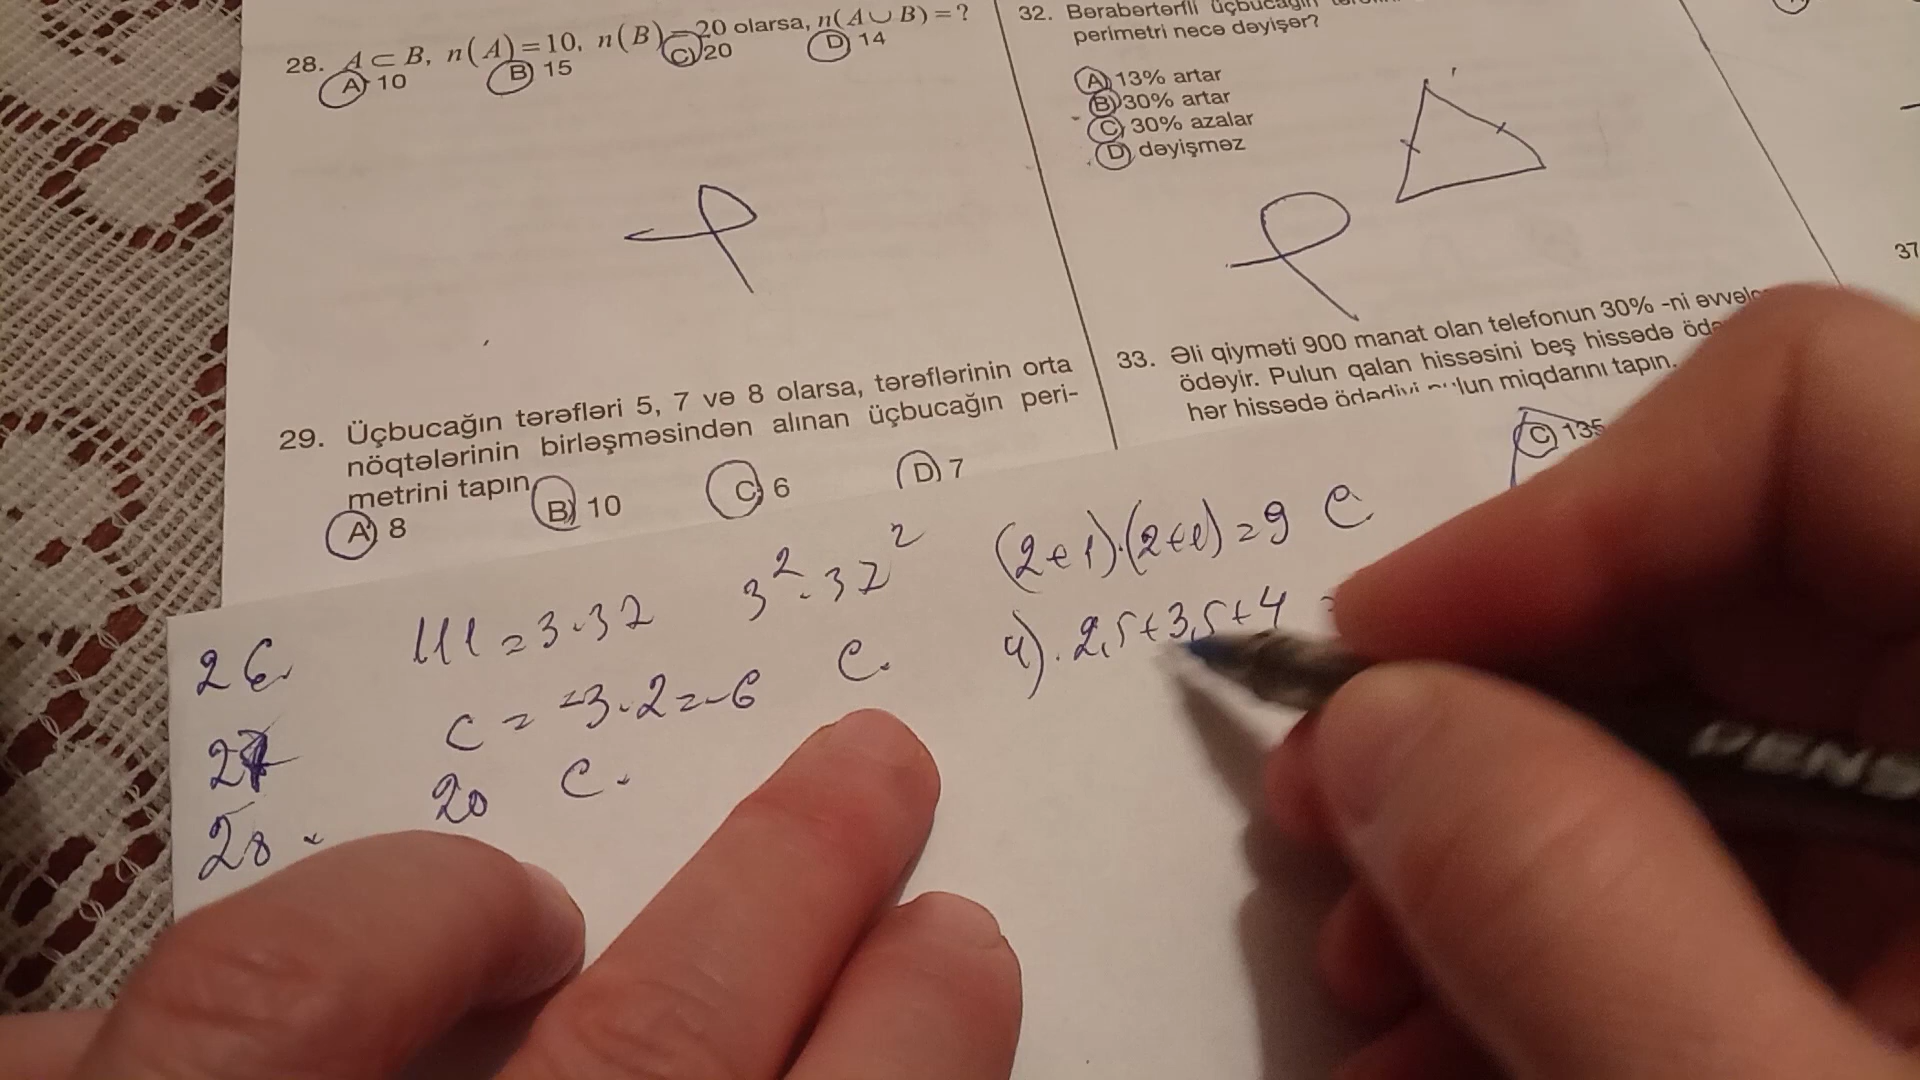 28. A ⊂ B, n(A)=10, n(B)=20 olarsa, n(A∪B)=?
A) 10 B) 15 C) 20 D) 14
29. Üçbucağın tərəfləri 5, 7 və 8 olarsa, tərəflərinin orta
nöqtələrinin birləşməsindən alınan üçbucağın peri-
metrini tapın.
A) 8 B) 10 C) 6 D) 7
32. Bərabərtərfli üçbucağın
perimetri necə dəyişər?
A) 13% artar
B) 30% artar
C) 30% azalar
D) dəyişməz
33. Əli qiyməti 900 manat olan telefonun 30% -ni
ödəyir. Pulun qalan hissəsini beş hissədə
hər hissədə miqdarını tapın.
C) 135
37
26. 111=3·37 3²·37² (2+1)·(2+1)=9 C
27 C = -3·2=-6 C.
28. 20 C.
4). 2,5+3,5+4
PENS